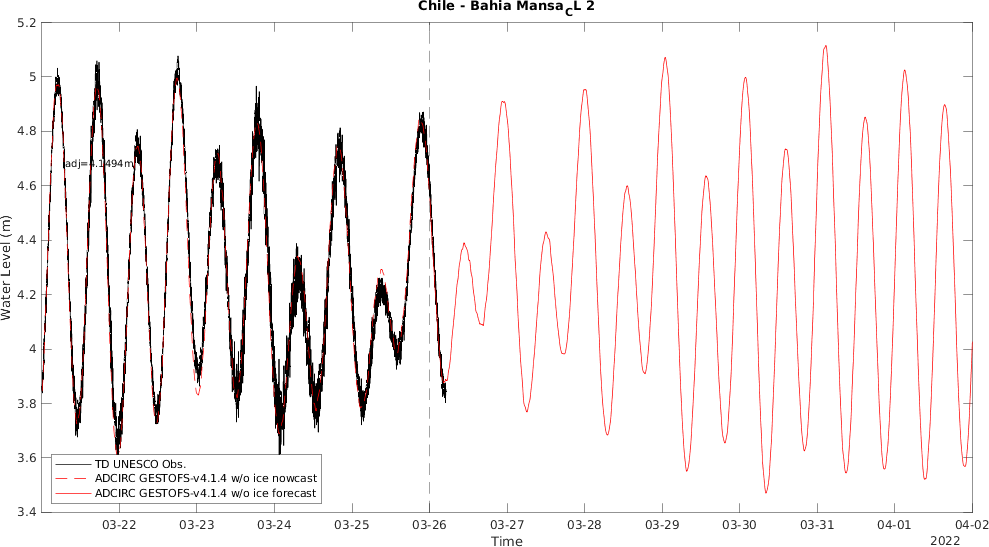 Chile - Bahia MansaCL 2
Water Level (m)
5.2
5
4.8
4.6
4.4
4.2
4
3.8
3.6
3.4
adj=4.1494m
TD UNESCO Obs.
ADCIRC GESTOFS-v4.1.4 w/o ice nowcast
ADCIRC GESTOFS-v4.1.4 w/o ice forecast
03-22 03-23 03-24 03-25 03-26 03-27 03-28 03-29 03-30 03-31 04-01 04-02
Time
2022